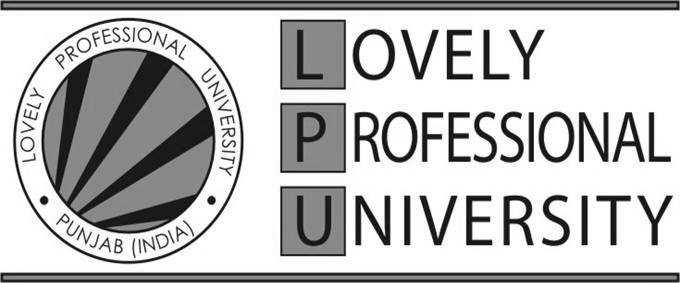 LOVELY PROFESSIONAL UNIVERSITY
• PUNJAB (INDIA) •
LOVELY
PROFESSIONAL
UNIVERSITY